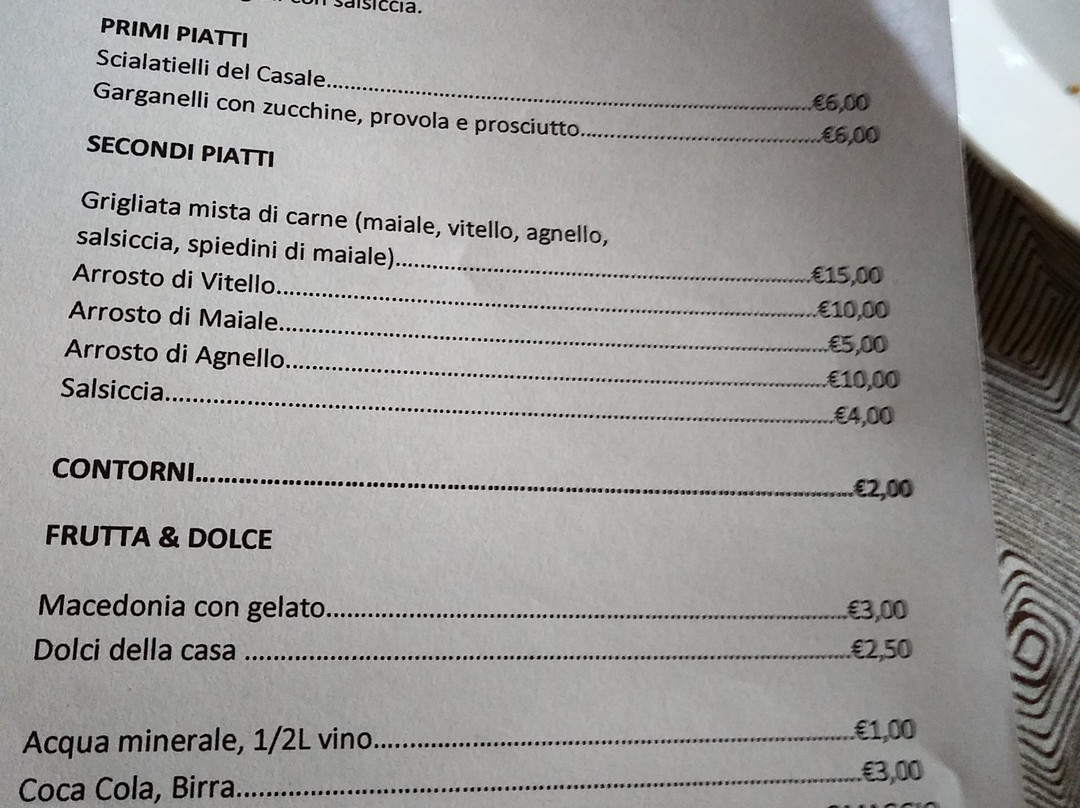 con salsiccia.
PRIMI PIATTI
Scialatielli del Casale......€6,00
Garganelli con zucchine, provola e prosciutto......€6,00
SECONDI PIATTI
Grigliata mista di carne (maiale, vitello, agnello,
salsiccia, spiedini di maiale)......€15,00
Arrosto di Vitello......€10,00
Arrosto di Maiale......€5,00
Arrosto di Agnello......€10,00
Salsiccia......€4,00
CONTORNI......€2,00
FRUTTA & DOLCE
Macedonia con gelato......€3,00
Dolci della casa ......€2,50
Acqua minerale, 1/2L vino......€1,00
Coca Cola, Birra......€3,00